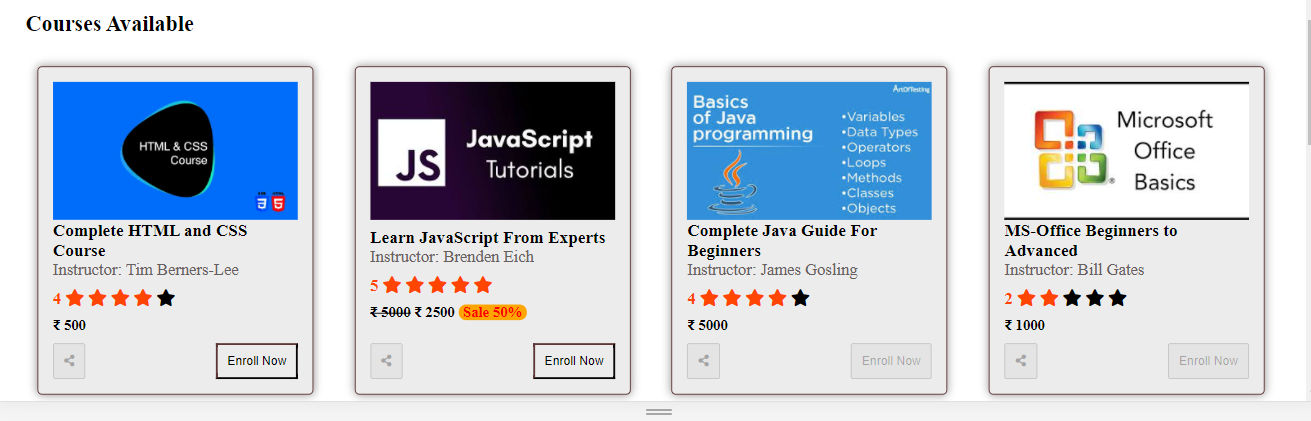 Courses Available
HTML & CSS
Course
Complete HTML and CSS
Course
Instructor: Tim Berners-Lee
4
₹ 500
Enroll Now
JS
JavaScript
Tutorials
Learn JavaScript From Experts
Instructor: Brenden Eich
5
₹ 5000 ₹ 2500 Sale 50%
Enroll Now
ArtOfTesting
Basics
of Java
programming
•Variables
•Data Types
•Operators
•Loops
•Methods
•Classes
•Objects
Complete Java Guide For
Beginners
Instructor: James Gosling
4
₹ 5000
Enroll Now
Microsoft
Office
Basics
®
MS-Office Beginners to
Advanced
Instructor: Bill Gates
2
₹ 1000
Enroll Now